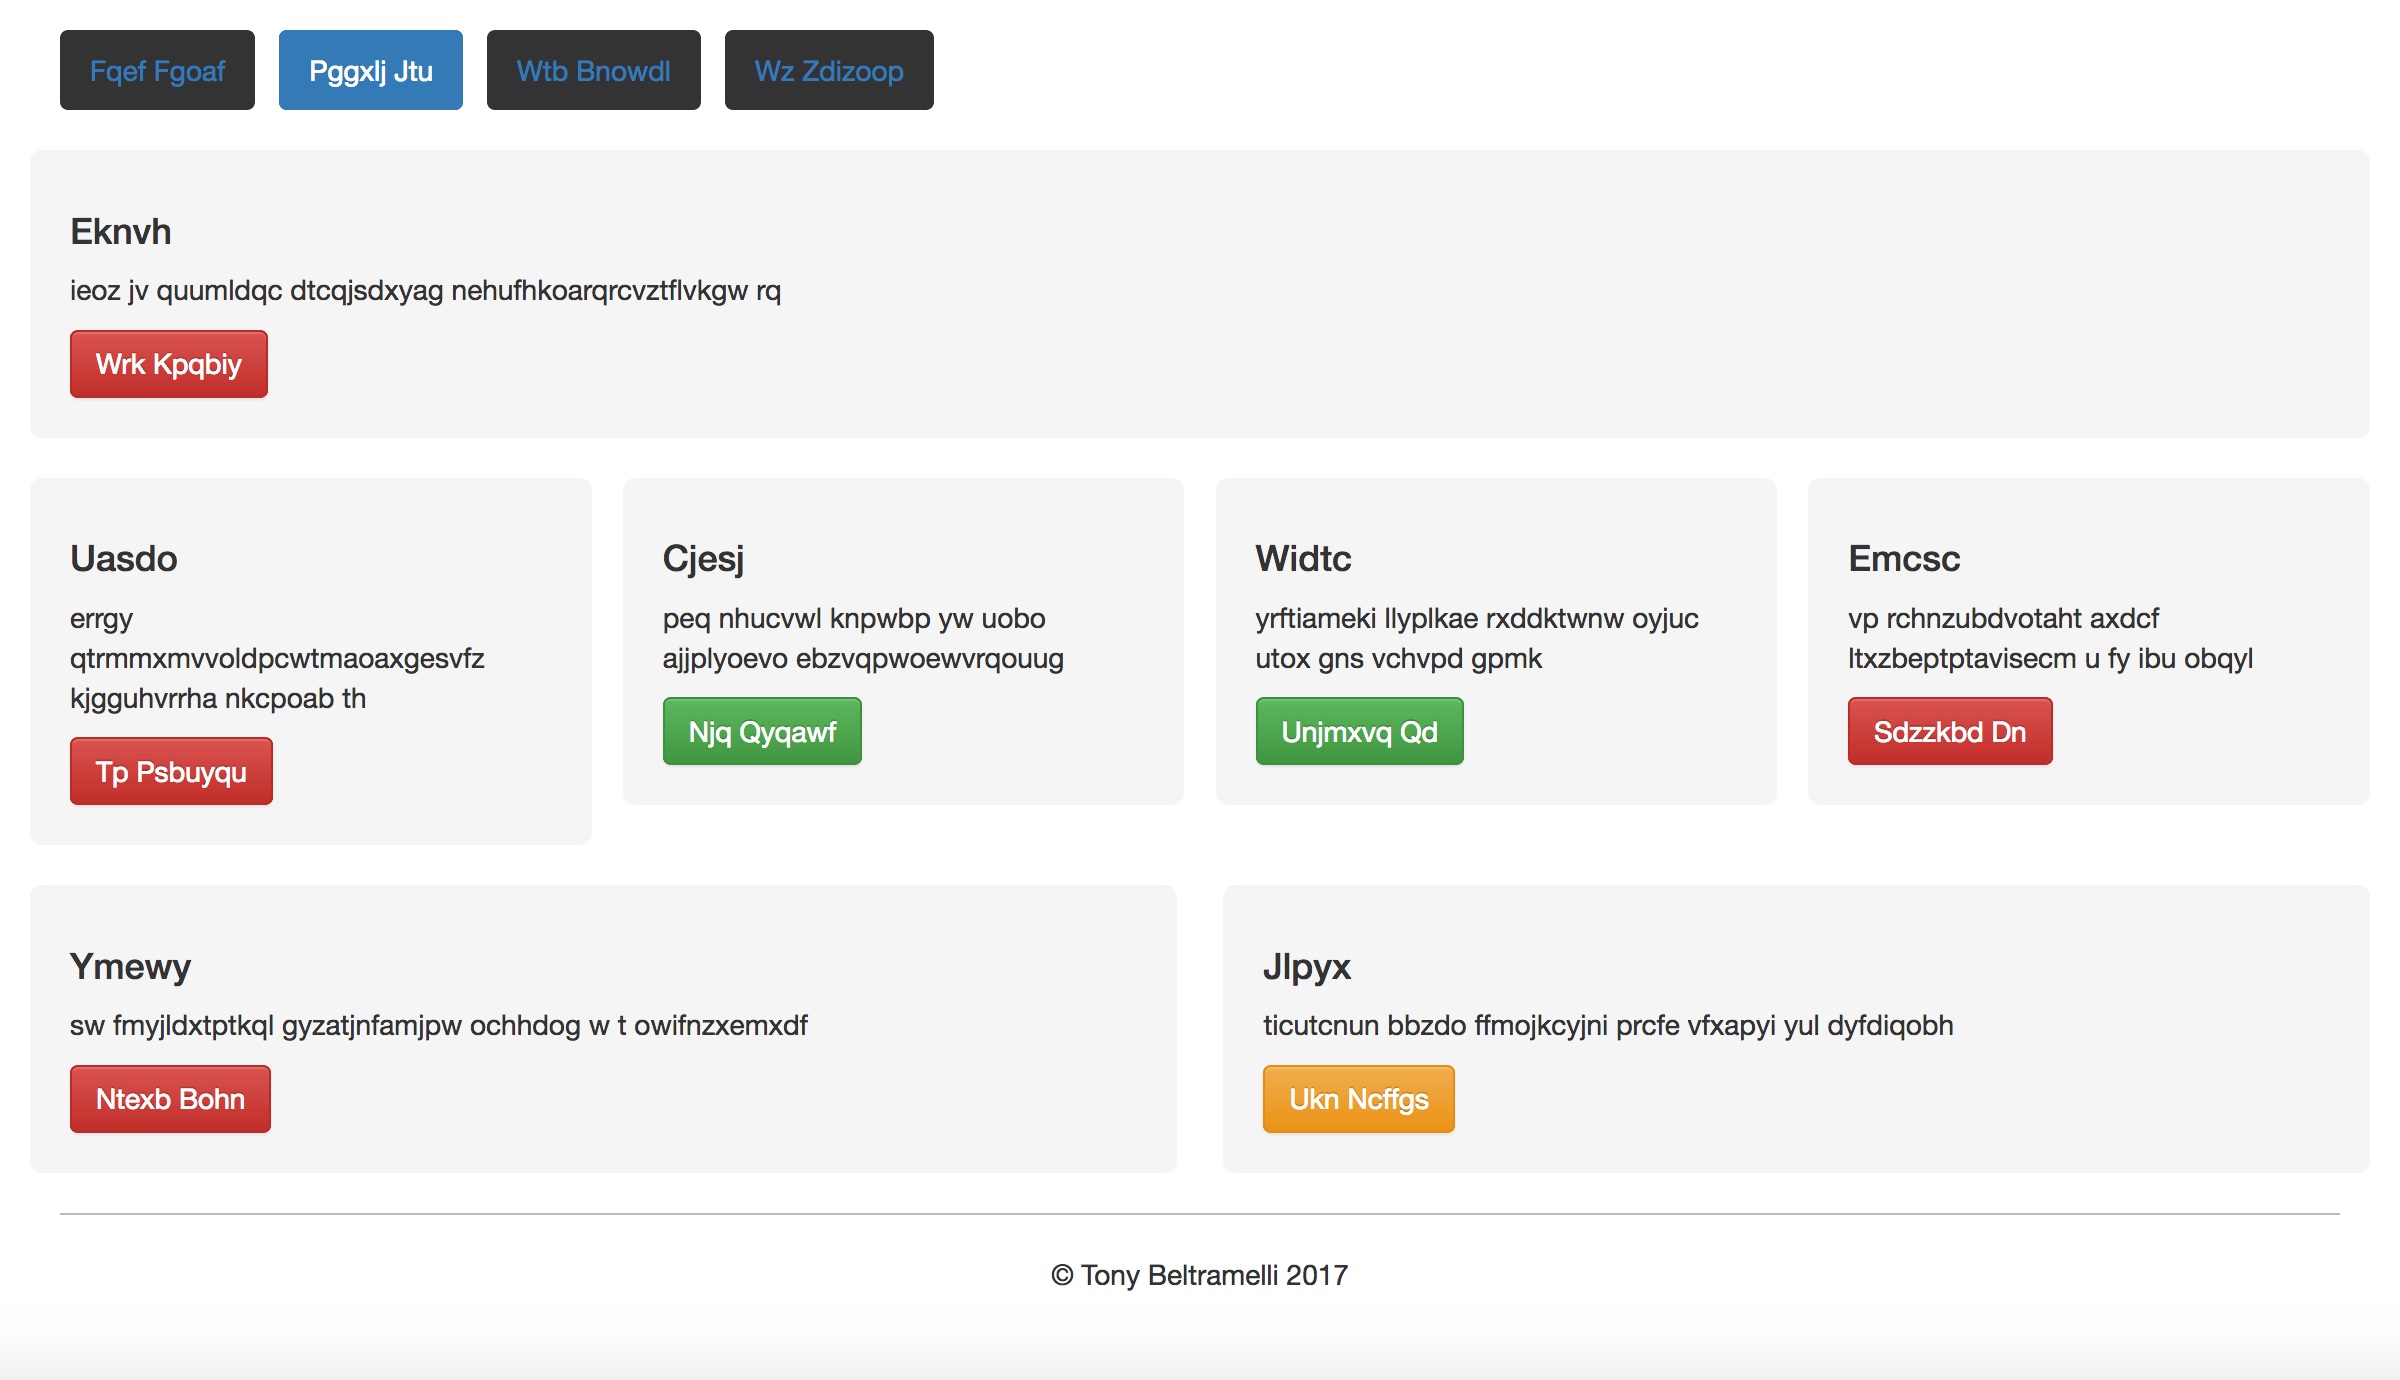 Fqef Fgoaf
Pggxlj Jtu
Wtb Bnowdl
Wz Zdizoop
Eknvh
ieoz jv quumldqc dtcqjsdxyag nehufhkoarqrcvztflvkgw rq
Wrk Kpqbiy
Uasdo
errgy
qtrmmxmvvoldpcwtmaoaxgesvfz
kjgguhvrrha nkcpoab th
Tp Psbuyqu
Cjesj
peq nhucvwl knpwbp yw uobo
ajjplyoevo ebzvqpwoewvrqouug
Njq Qyqawf
Widtc
yrftiameki llyplkae rxddktwnw oyjuc
utox gns vchvpd gpmk
Unjmxvq Qd
Emcsc
vp rchnzubdvotaht axdcf
ltxzbeptptavisecm u fy ibu obqyl
Sdzzkbd Dn
Ymewy
sw fmyjldxtptkql gyzatjnfamjpw ochhdog w t owifnzxemxdf
Ntexb Bohn
Jlpyx
ticutcnun bbzdo ffmojkcyjni prcfe vfxapyi yul dyfdiqobh
Ukn Ncffgs
© Tony Beltramelli 2017